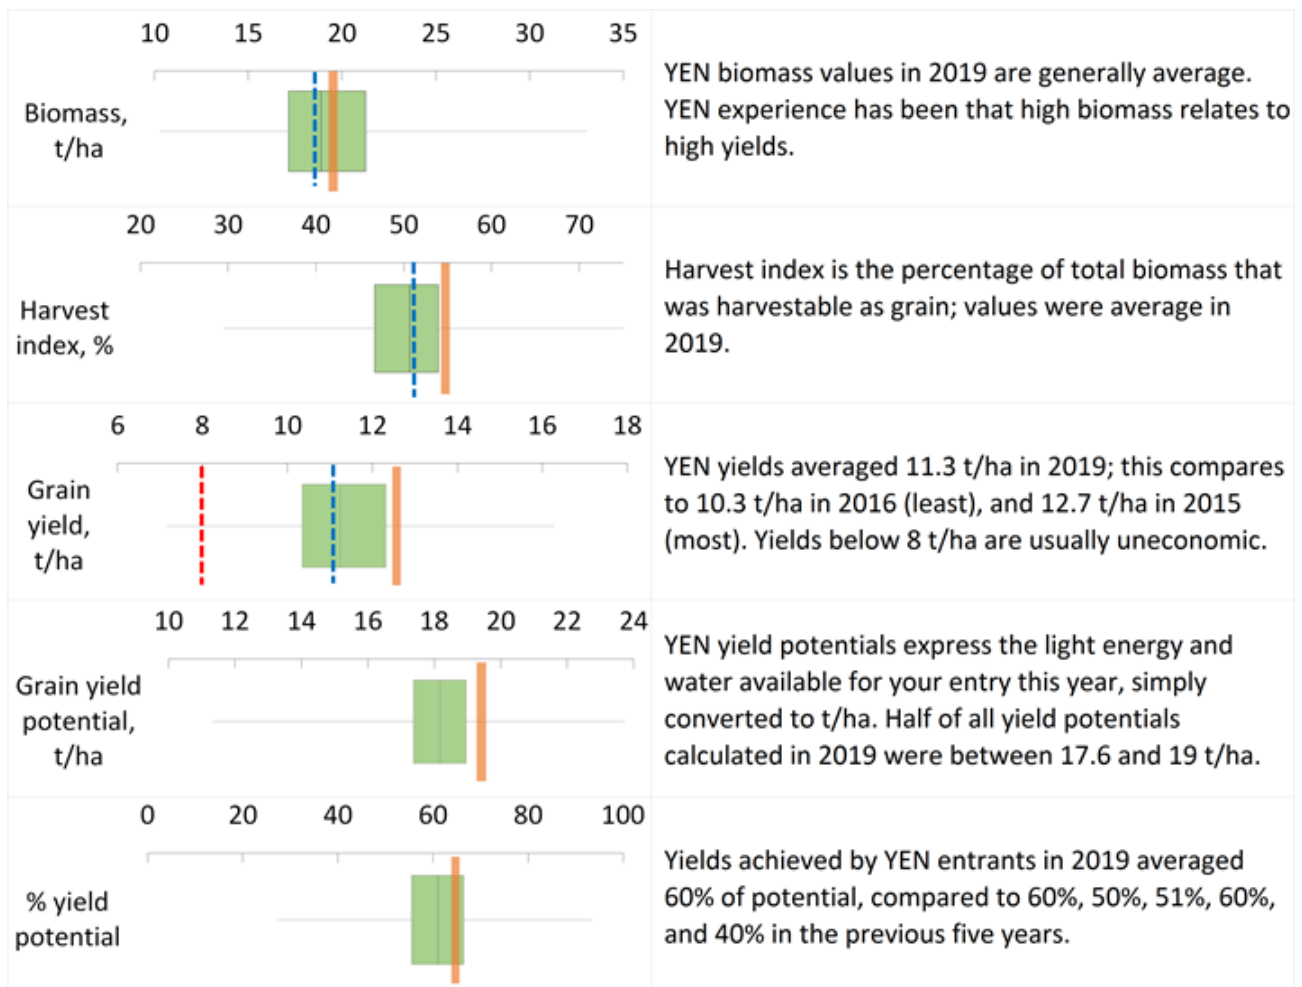 10 15 20 25 30 35
Biomass,
t/ha
YEN biomass values in 2019 are generally average.
YEN experience has been that high biomass relates to
high yields.
20 30 40 50 60 70
Harvest
index, %
Harvest index is the percentage of total biomass that
was harvestable as grain; values were average in
2019.
6 8 10 12 14 16 18
Grain
yield,
t/ha
YEN yields averaged 11.3 t/ha in 2019; this compares
to 10.3 t/ha in 2016 (least), and 12.7 t/ha in 2015
(most). Yields below 8 t/ha are usually uneconomic.
10 12 14 16 18 20 22 24
Grain yield
potential,
t/ha
YEN yield potentials express the light energy and
water available for your entry this year, simply
converted to t/ha. Half of all yield potentials
calculated in 2019 were between 17.6 and 19 t/ha.
0 20 40 60 80 100
% yield
potential
Yields achieved by YEN entrants in 2019 averaged
60% of potential, compared to 60%, 50%, 51%, 60%,
and 40% in the previous five years.